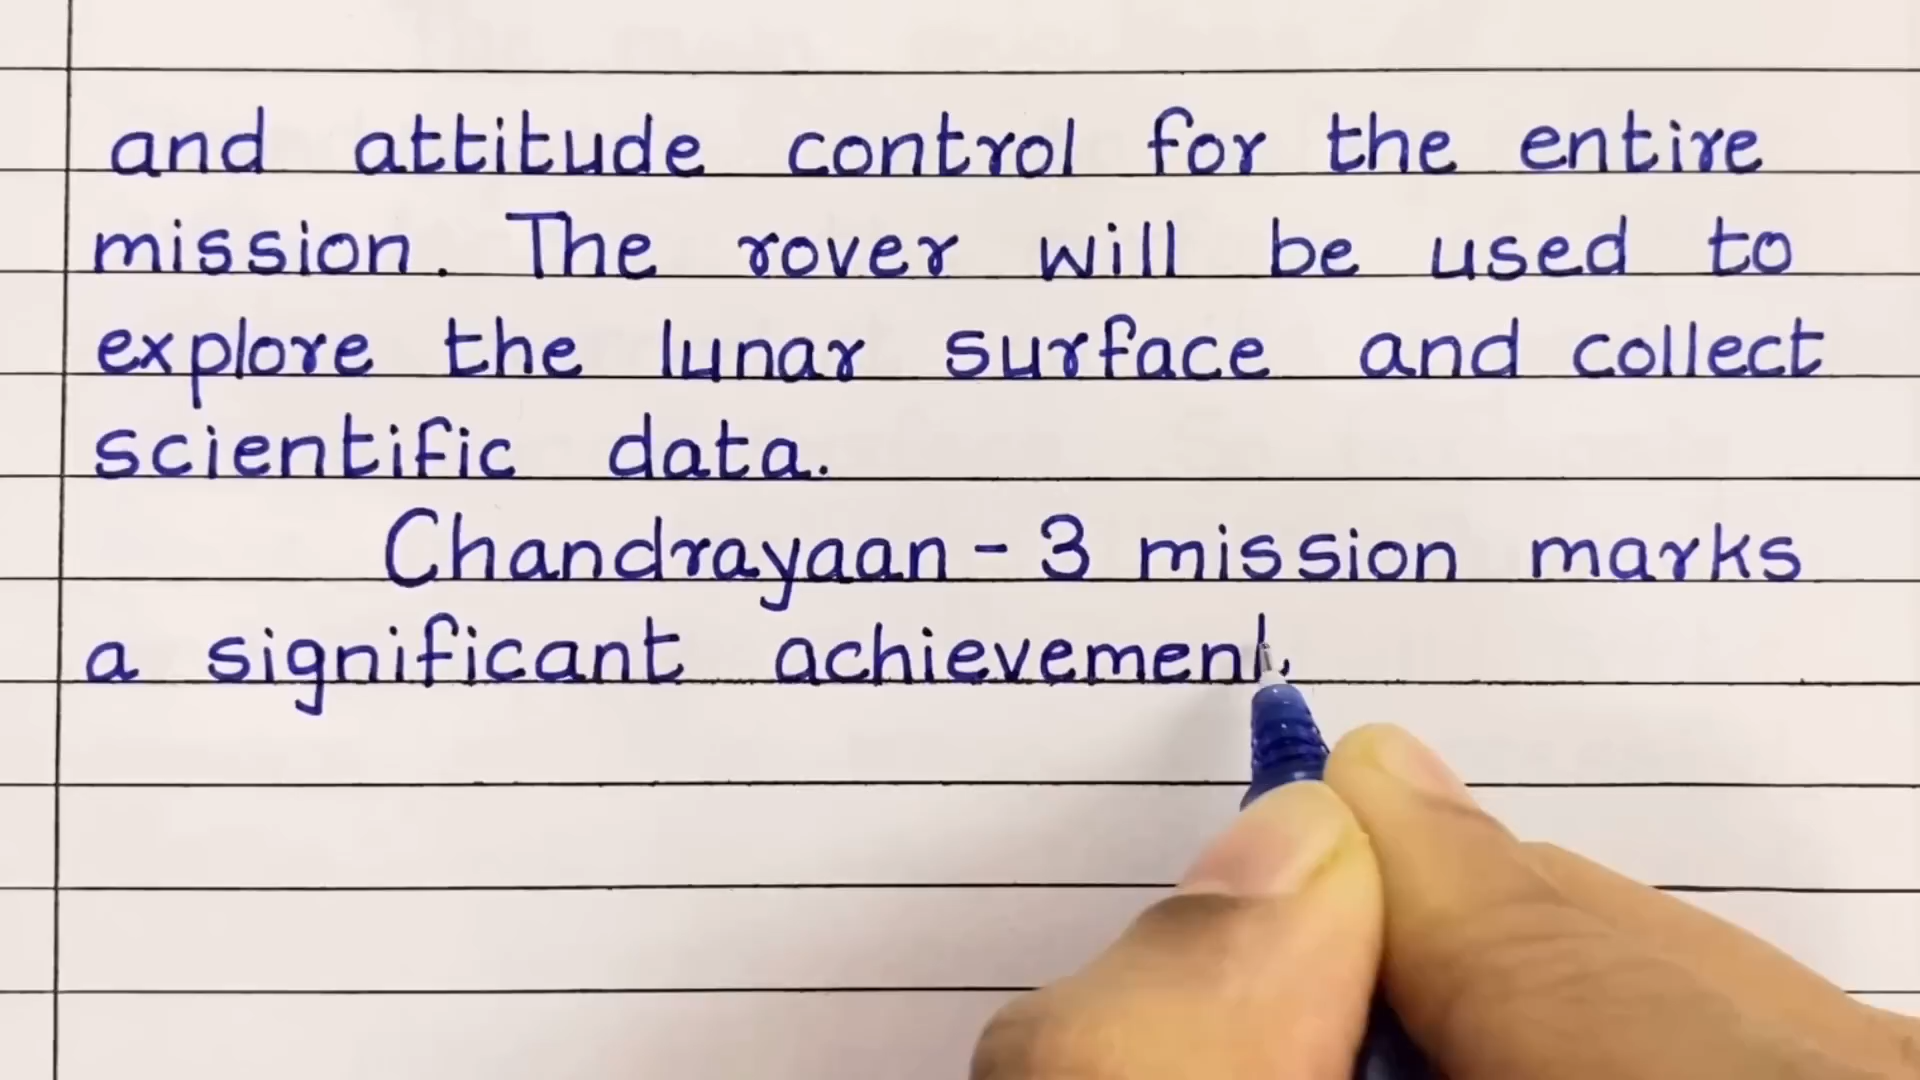 and attitude control for the entire
mission. The rover will be used to
explore the lunar surface and collect
scientific data.
Chandrayaan - 3 mission marks
a significant achievement